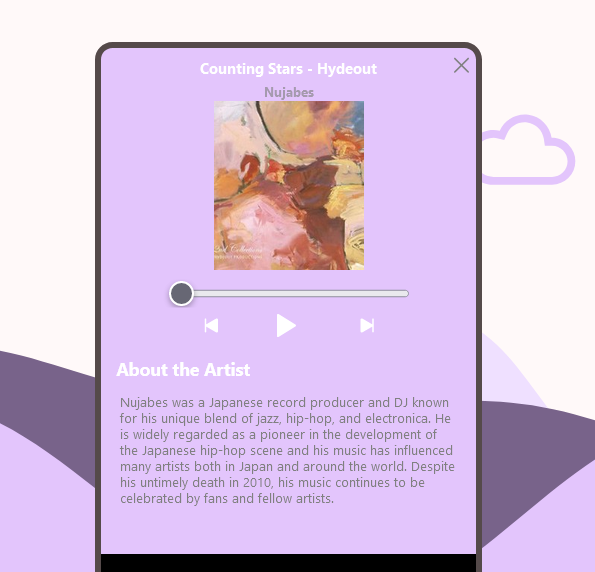 Counting Stars - Hydeout
Nujabes
About the Artist
Nujabes was a Japanese record producer and DJ known
for his unique blend of jazz, hip-hop, and electronica. He
is widely regarded as a pioneer in the development of
the Japanese hip-hop scene and his music has influenced
many artists both in Japan and around the world. Despite
his untimely death in 2010, his music continues to be
celebrated by fans and fellow artists.